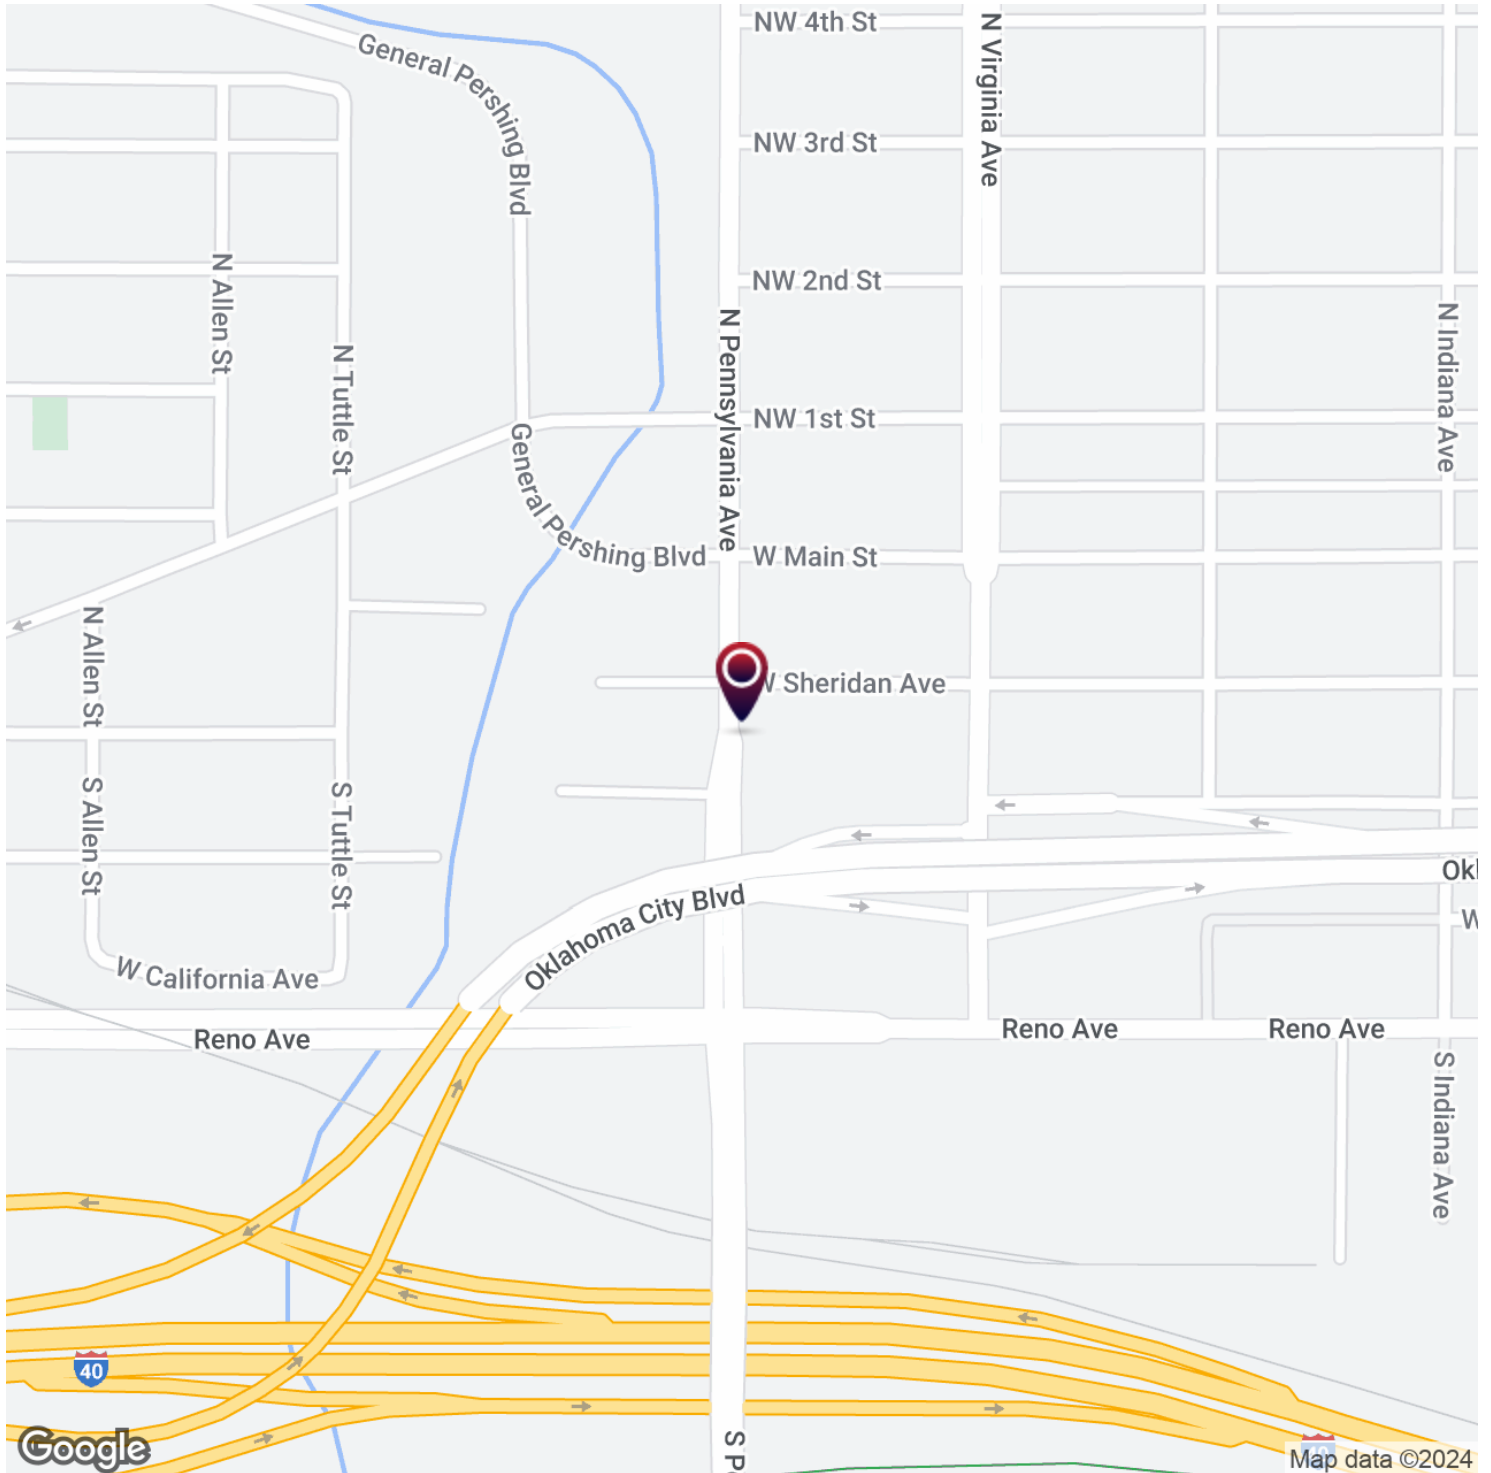 NW 4th St
N Virginia Ave
General Pershing Blvd
NW 3rd St
N Allen St
NW 2nd St
N Pennsylvania Ave
N Indiana Ave
N Tuttle St
NW 1st St
General Pershing Blvd
W Main St
N Allen St
W Sheridan Ave
S Allen St
S Tuttle St
Oklahoma City Blvd
Okl
W
W California Ave
Reno Ave
Reno Ave
Reno Ave
S Indiana Ave
40
S P
Google
Map data ©2024